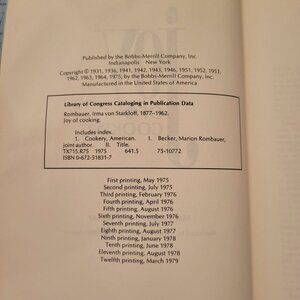 Published by the Bobbs-Merrill Company, Inc.
Indianapolis New York
Copyright © 1931, 1936, 1941, 1942, 1943, 1946, 1951, 1952, 1953,
1962, 1963, 1964, 1975, by the Bobbs-Merrill Company, Inc.
Manufactured in the United States of America
Library of Congress Cataloging in Publication Data
Rombauer, Irma von Starkloff, 1877-1962.
Joy of cooking.
Includes index.
1. Cookery, American. I. Becker, Marion Rombauer,
joint author. II. Title.
TX715.R75 1975 641.5 75-10772
ISBN 0-672-51831-7
First printing, May 1975
Second printing, July 1975
Third printing, February 1976
Fourth printing, April 1976
Fifth printing, August 1976
Sixth printing, November 1976
Seventh printing, July 1977
Eighth printing, August 1977
Ninth printing, January 1978
Tenth printing, June 1978
Eleventh printing, August 1978
Twelfth printing, March 1979